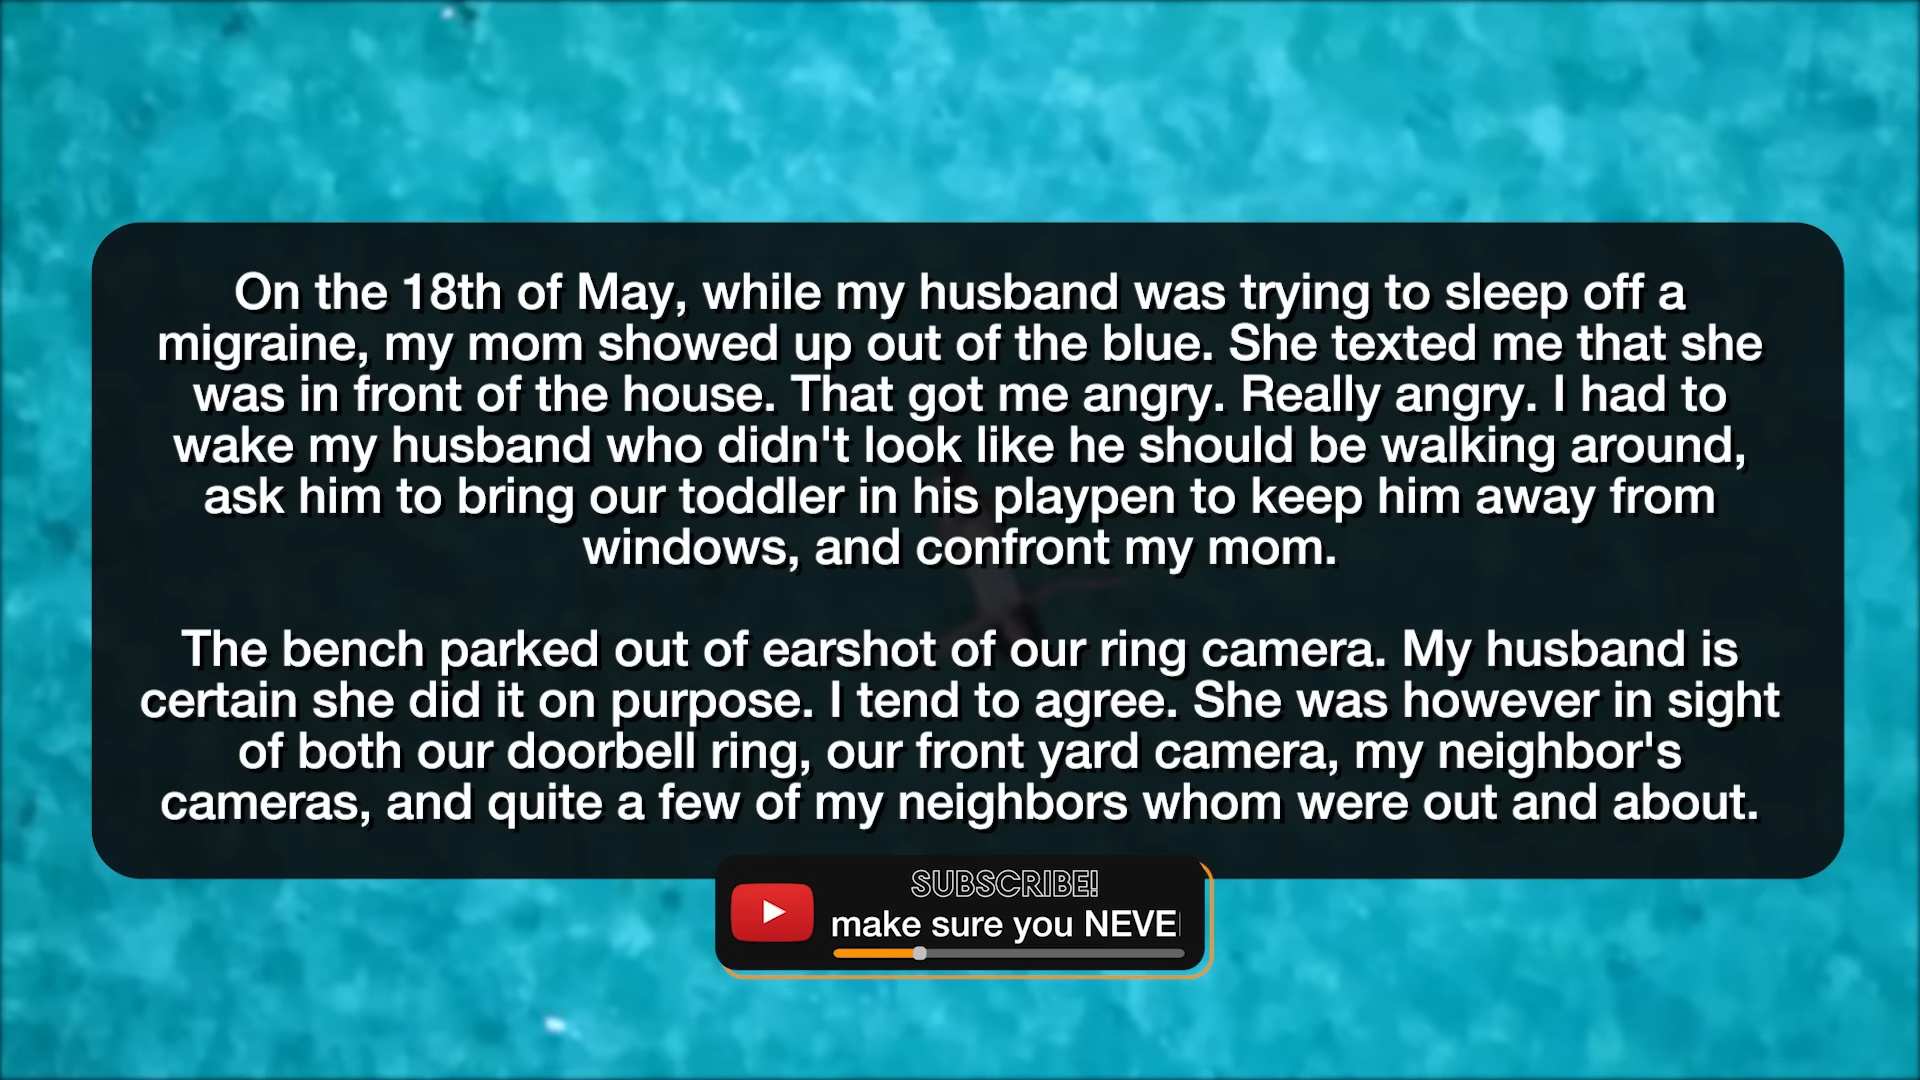 On the 18th of May, while my husband was trying to sleep off a
migraine, my mom showed up out of the blue. She texted me that she
was in front of the house. That got me angry. Really angry. I had to
wake my husband who didn't look like he should be walking around,
ask him to bring our toddler in his playpen to keep him away from
windows, and confront my mom.
The bench parked out of earshot of our ring camera. My husband is
certain she did it on purpose. I tend to agree. She was however in sight
of both our doorbell ring, our front yard camera, my neighbor's
cameras, and quite a few of my neighbors whom were out and about.
SUBSCRIBE!
make sure you NEVE